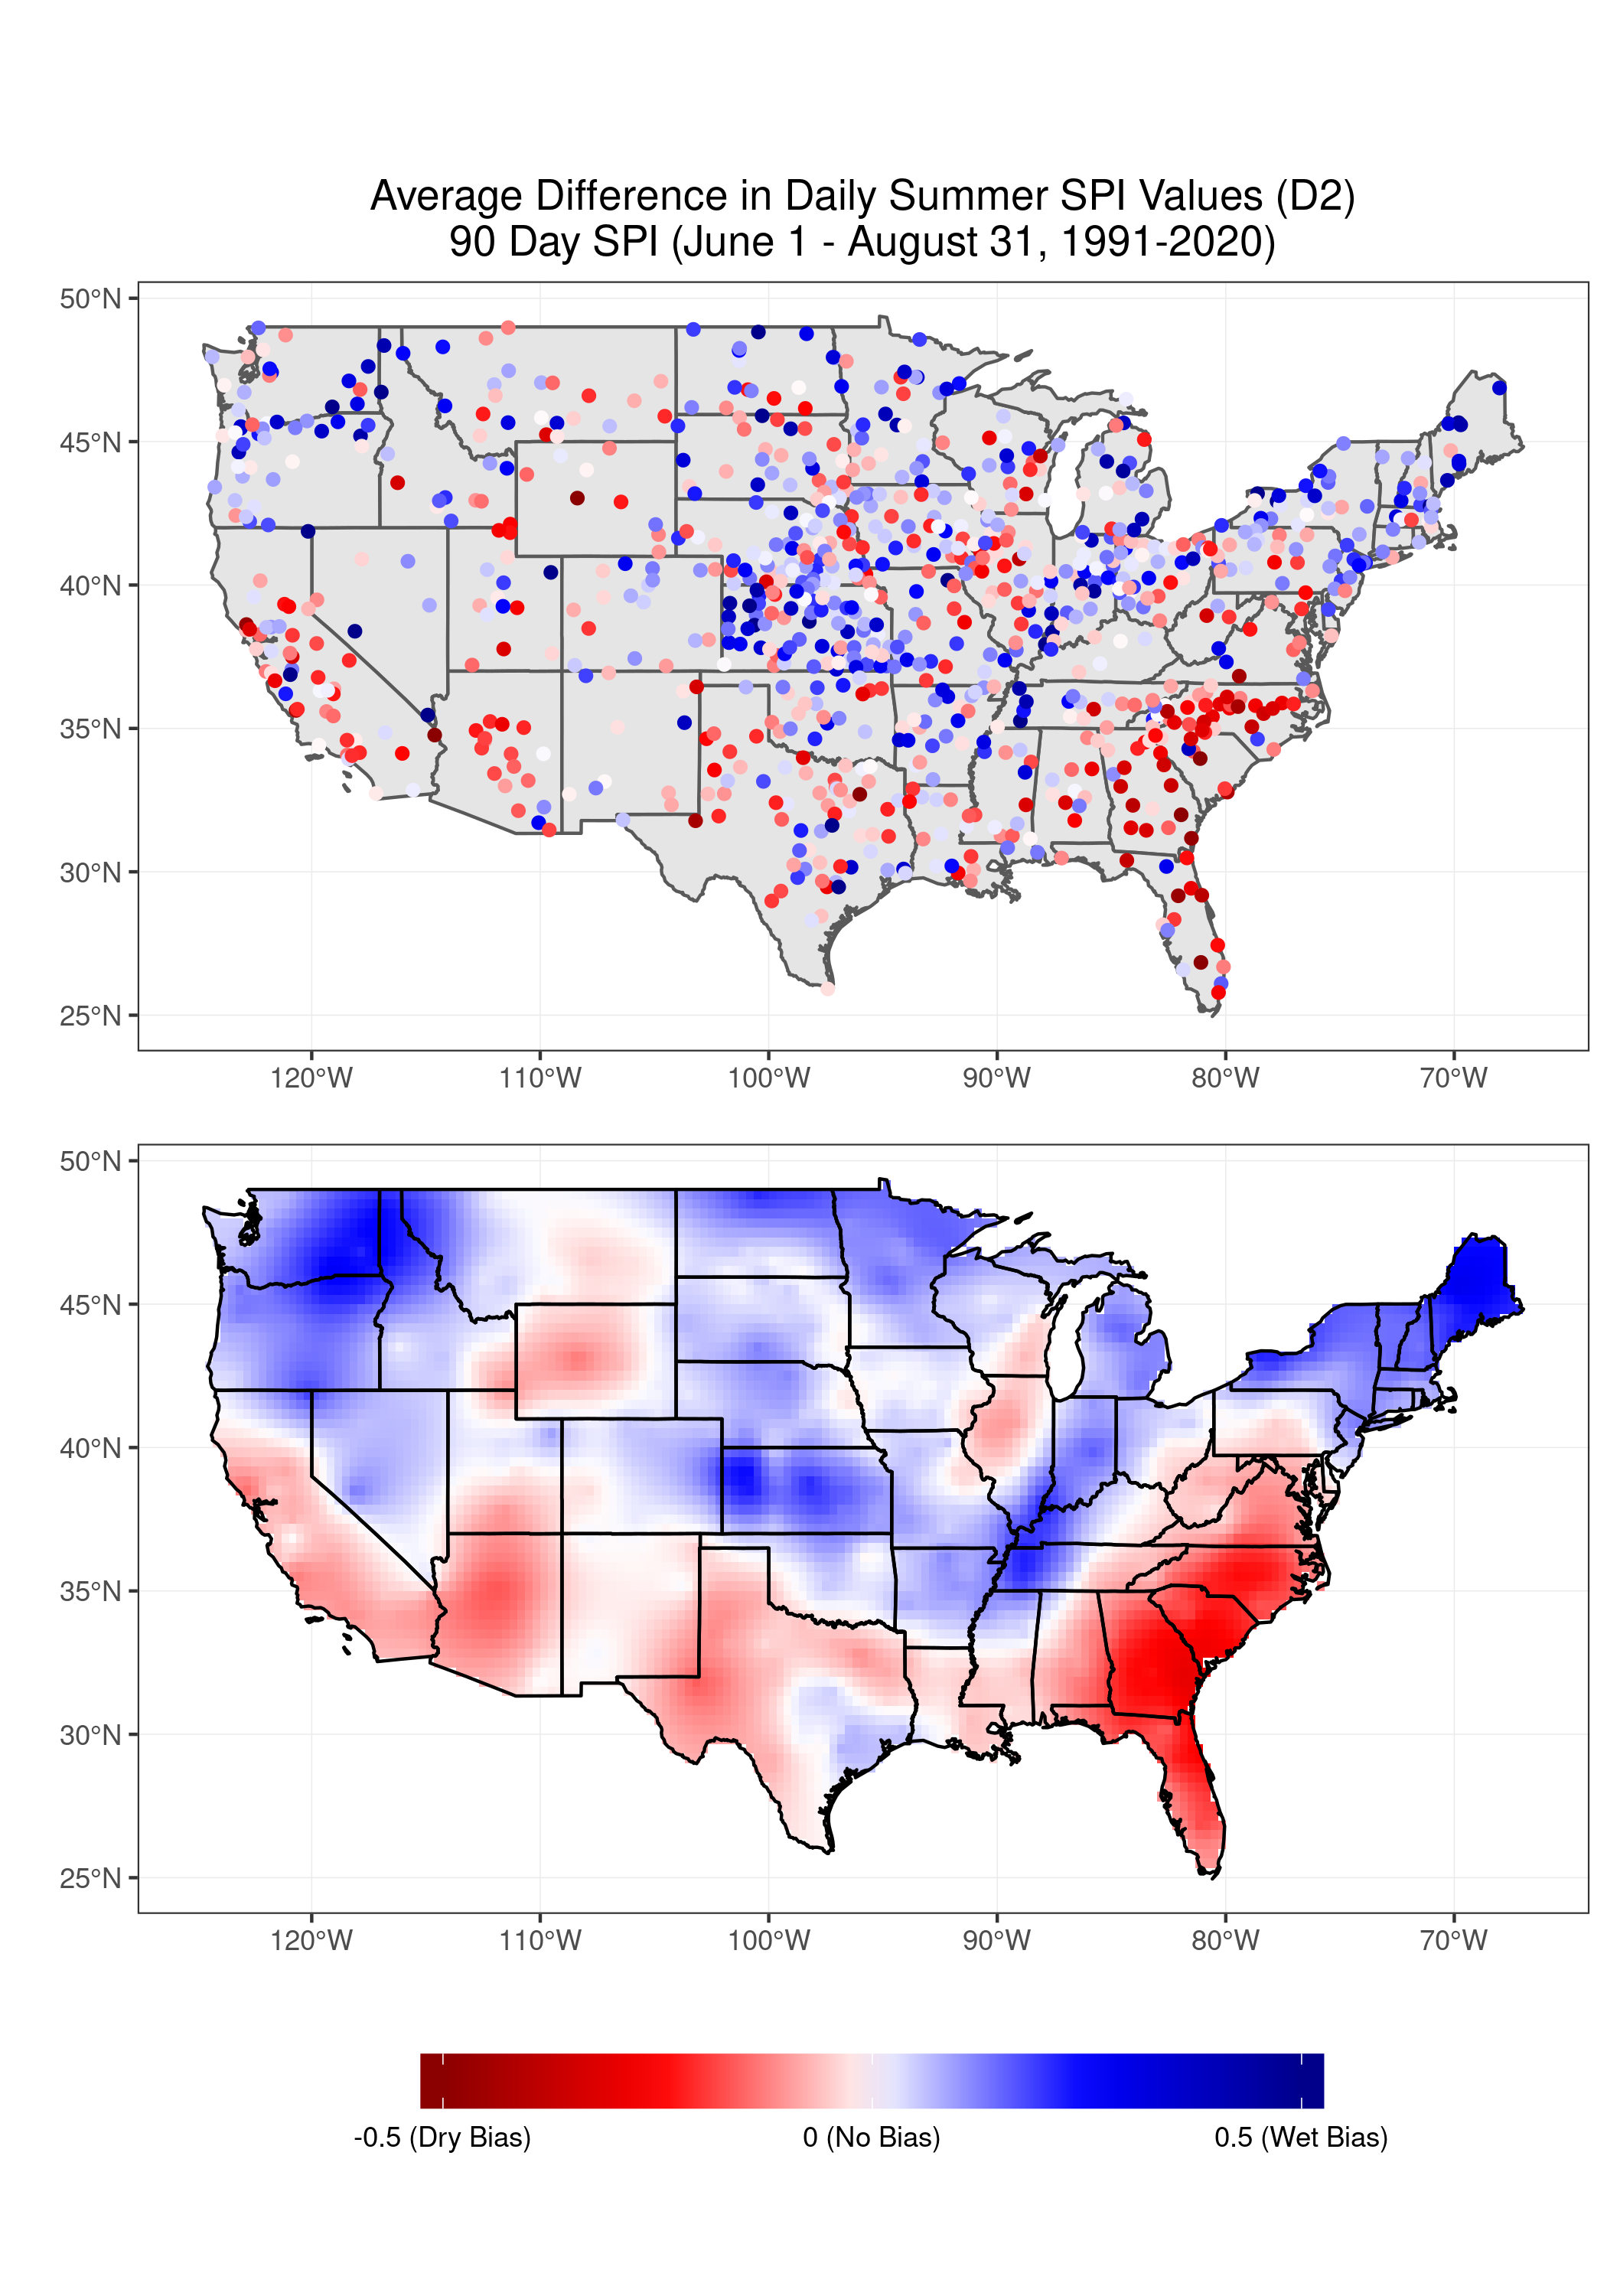 Average Difference in Daily Summer SPI Values (D2)
90 Day SPI (June 1 - August 31, 1991-2020)
50°N
45°N
40°N
35°N
30°N
25°N
120°W 110°W 100°W 90°W 80°W 70°W
50°N
45°N
40°N
35°N
30°N
25°N
120°W 110°W 100°W 90°W 80°W 70°W
-0.5 (Dry Bias) 0 (No Bias) 0.5 (Wet Bias)